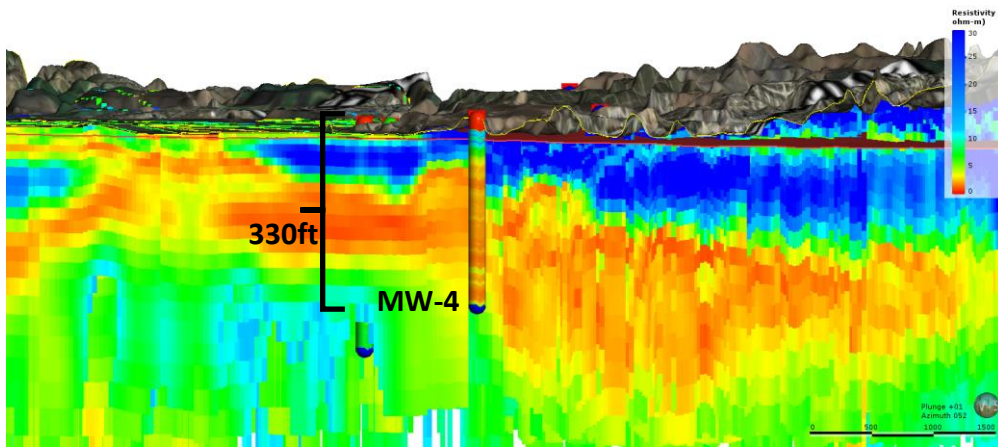 Resistivity
ohm-m)
30
25
20
15
10
5
0
330ft
MW-4
Plunge +01
Azimuth 052
0 500 1000 1500